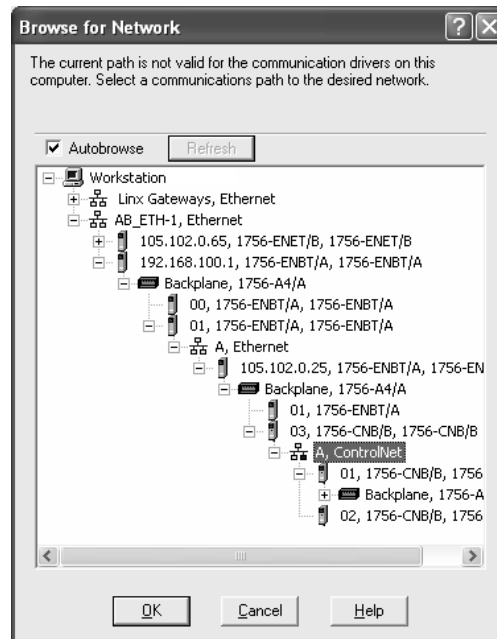 Browse for Network
The current path is not valid for the communication drivers on this
computer. Select a communications path to the desired network.
Autobrowse
Refresh
Workstation
Linx Gateways, Ethernet
AB_ETH-1, Ethernet
105.102.0.65, 1756-ENET/B, 1756-ENET/B
192.168.100.1, 1756-ENBT/A, 1756-ENBT/A
Backplane, 1756-A4/A
00, 1756-ENBT/A, 1756-ENBT/A
01, 1756-ENBT/A, 1756-ENBT/A
A, Ethernet
105.102.0.25, 1756-ENBT/A, 1756-EN
Backplane, 1756-A4/A
01, 1756-ENBT/A
03, 1756-CNB/B, 1756-CNB/B
A, ControlNet
01, 1756-CNB/B, 1756
Backplane, 1756-A
02, 1756-CNB/B, 1756
OK
Cancel
Help